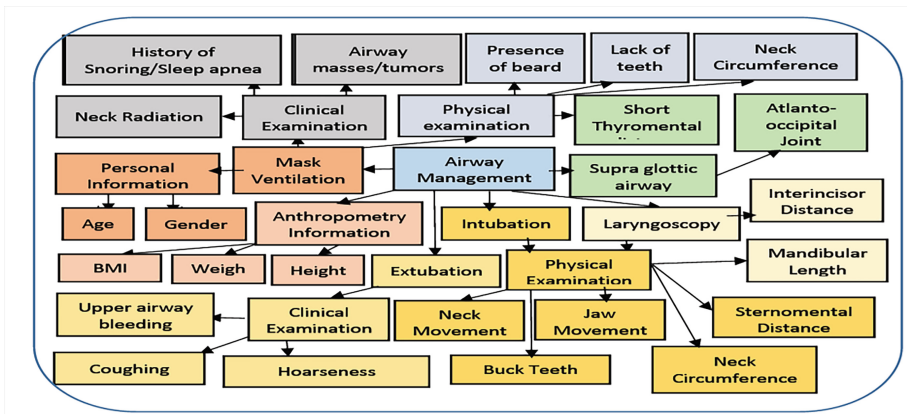 History of
Snoring/Sleep apnea
Airway
masses/tumors
Presence
of beard
Lack of
teeth
Neck
Circumference
Neck Radiation
Clinical
Examination
Physical
examination
Short
Thyromental
Atlanto-
occipital
Joint
Personal
Information
Mask
Ventilation
Airway
Management
Supra glottic
airway
Interincisor
Distance
Age
Gender
Anthropometry
Information
Intubation
Laryngoscopy
BMI
Weigh
Height
Extubation
Physical
Examination
Mandibular
Length
Upper airway
bleeding
Clinical
Examination
Neck
Movement
Jaw
Movement
Sternomental
Distance
Coughing
Hoarseness
Buck Teeth
Neck
Circumference